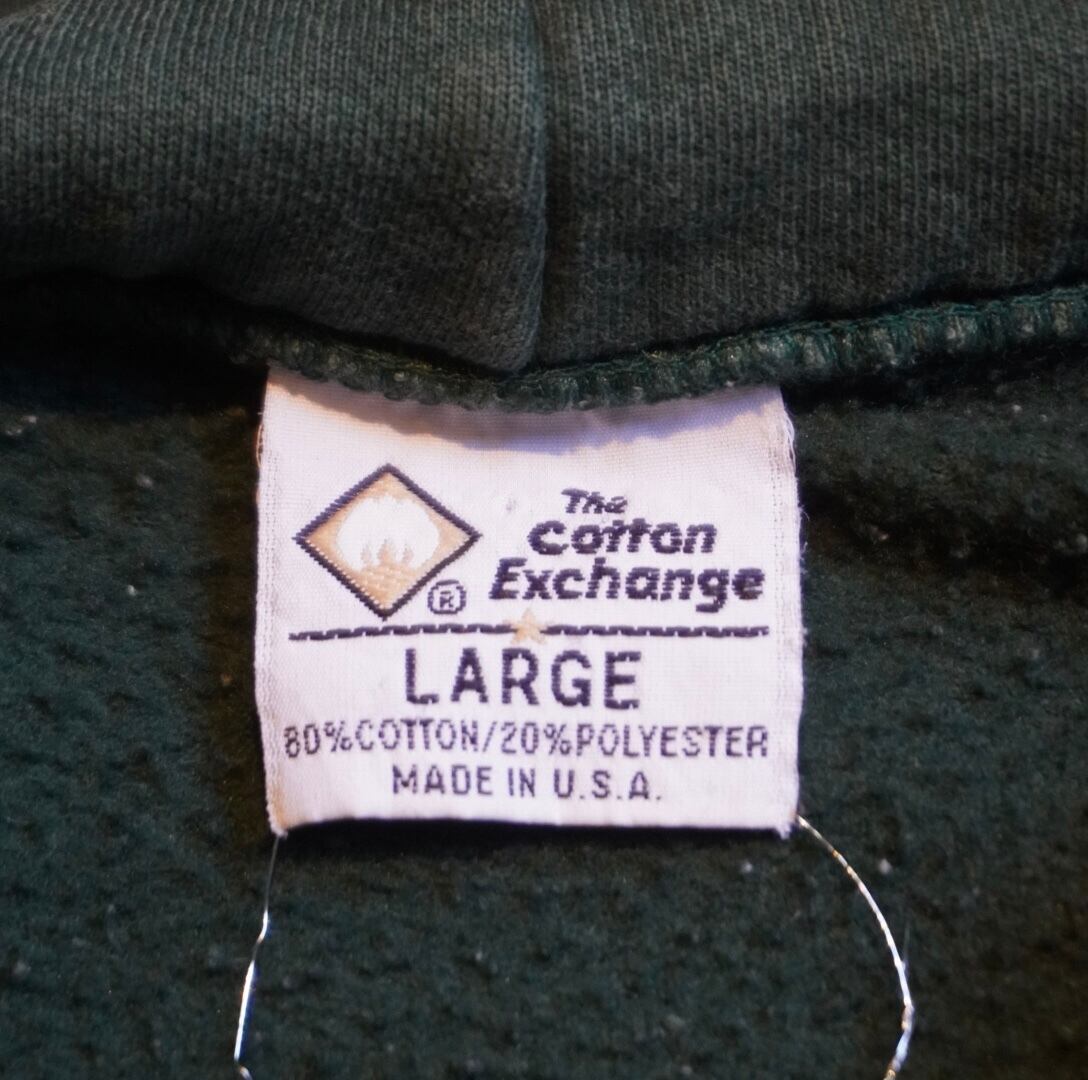 The
Cotton
Exchange
®
LARGE
80%COTTON/20%POLYESTER
MADE IN U.S.A.